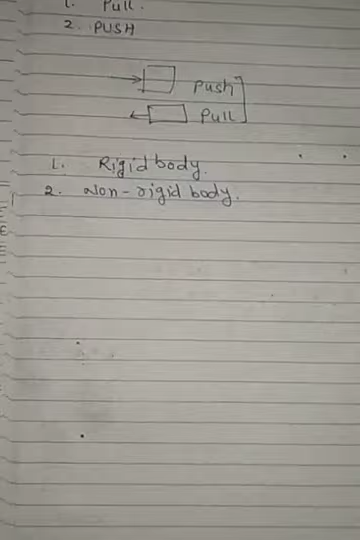 1. Pull.
2. PUSH
Push
Pull
1. Rigid body.
2. Non-rigid body.